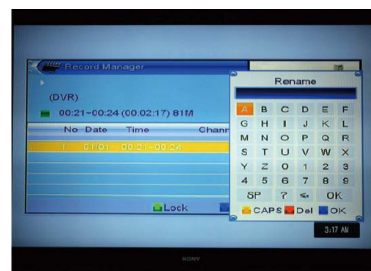 Record Manager
(DVR)
00:21-00:24 (00:02:17) 81M
No Date Time Chann
1 01/01 00:21-00:24
Lock
Rename
A B C D E F
G H I J K L
M N O P Q R
S T U V W X
Y Z 0 1 2 3
4 5 6 7 8 9
SP ? OK
CAPS Del OK
3:17 AM
SONY